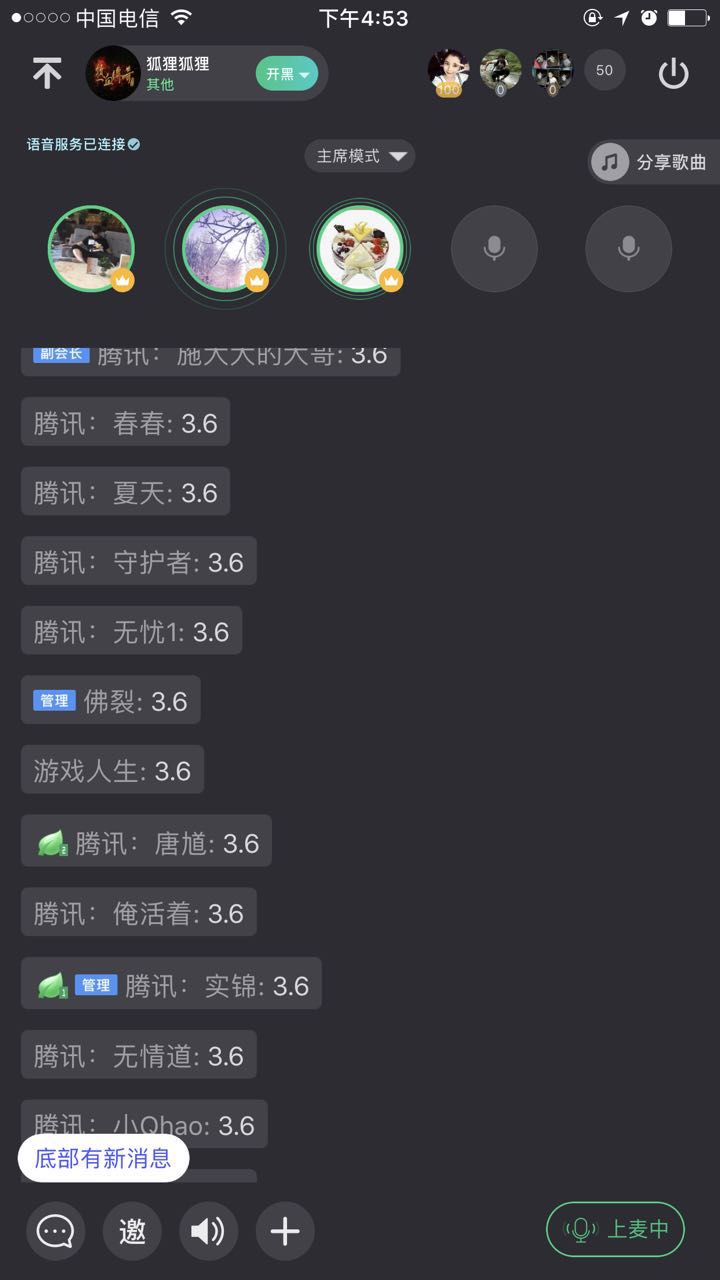 中国电信
下午4:53
狐狸狐狸
其他
开黑
100
0
0
50
语音服务已连接
主席模式
分享歌曲
副会长 腾讯：施大大的大哥: 3.6
腾讯：春春: 3.6
腾讯：夏天: 3.6
腾讯：守护者: 3.6
腾讯：无忧1: 3.6
管理 佛裂: 3.6
游戏人生: 3.6
2 腾讯：唐馗: 3.6
腾讯：俺活着: 3.6
1 管理 腾讯：实锦: 3.6
腾讯：无情道: 3.6
腾讯：小Qhao: 3.6
底部有新消息
邀
上麦中